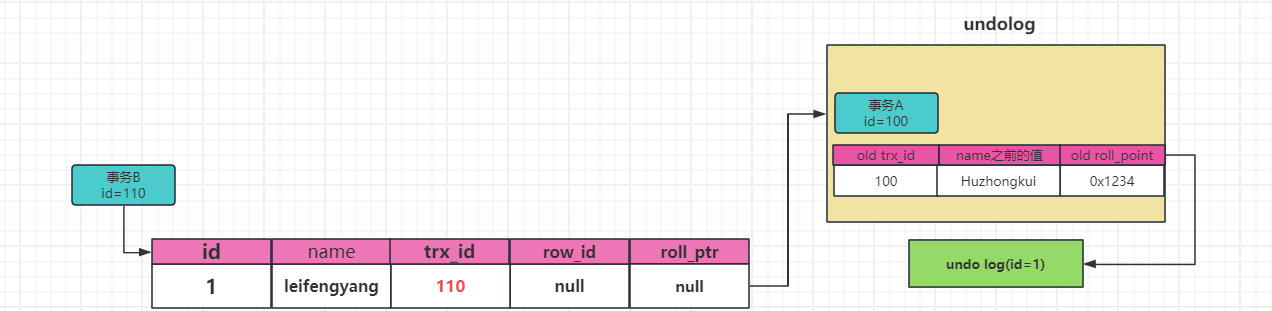 undolog
事务A
id=100
old trx_id name之前的值 old roll_point
100 Huzhongkui 0x1234
事务B
id=110
id name trx_id row_id roll_ptr
1 leifengyang 110 null null
undo log(id=1)